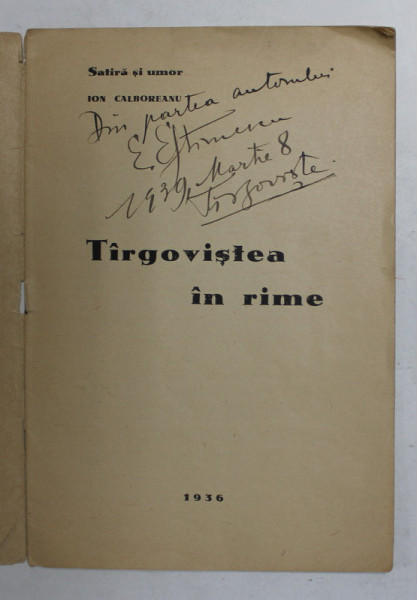 Satiră și umor
ION CALBOREANU
Din partea autorului
E. Eftimescu
1939, Martie 8
Tîrgoviște.
Tîrgoviștea
în rime
1936